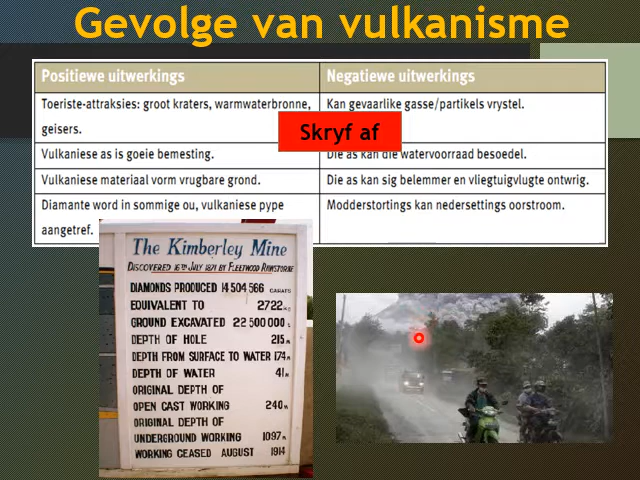 Gevolge van vulkanisme
Positiewe uitwerkings
Negatiewe uitwerkings
Toeriste-attraksies: groot kraters, warmwaterbronne,
geisers.
Kan gevaarlike gasse/partikels vrystel.
Skryf af
Vulkaniese as is goeie bemesting.
Die as kan die watervoorraad besoedel.
Vulkaniese materiaal vorm vrugbare grond.
Die as kan sig belemmer en vliegtuigvlugte ontwrig.
Diamante word in sommige ou, vulkaniese pype
aangetref.
Modderstortings kan nedersettings oorstroom.
The Kimberley Mine
DISCOVERED 16TH JULY 1871 BY FLEETWOOD RAWSTORNE
DIAMONDS PRODUCED 14 504 566 CARATS
EQUIVALENT TO 2722
GROUND EXCAVATED 22 500 000
DEPTH OF HOLE 215M
DEPTH FROM SURFACE TO WATER 174M
DEPTH OF WATER 41M
ORIGINAL DEPTH OF
OPEN CAST WORKING 240M
ORIGINAL DEPTH OF
UNDERGROUND WORKING 1097M
WORKING CEASED AUGUST 1914